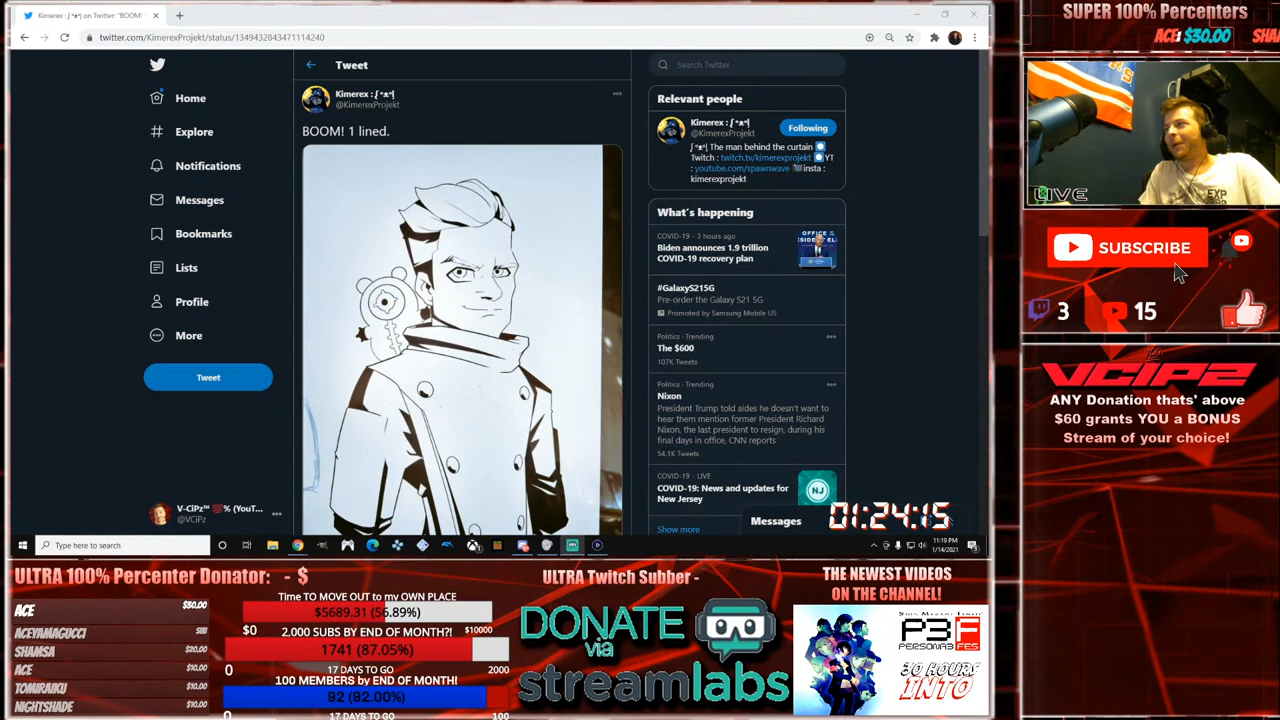 Kimerex : on Twitter: "BOOM!
twitter.com/KimerexProjekt/status/1349432843471114240
Home
Explore
Notifications
Messages
Bookmarks
Lists
Profile
More
Tweet
V-CiPz™ 💯% (YouT...
@VCiPz
Tweet
Kimerex :
@KimerexProjekt
BOOM! 1 lined.
Search Twitter
Relevant people
Kimerex :
@KimerexProjekt
Following
The man behind the curtain
Twitch : twitch.tv/kimerexprojekt YT
: youtube.com/spawnwave insta :
kimerexprojekt
What's happening
COVID-19 · 3 hours ago
Biden announces 1.9 trillion
COVID-19 recovery plan
#GalaxyS215G
Pre-order the Galaxy S21 5G
Promoted by Samsung Mobile US
Politics · Trending
The $600
107K Tweets
Politics · Trending
Nixon
President Trump told aides he doesn't want to
hear them mention former President Richard
Nixon, the last president to resign, during his
final days in office, CNN reports
54.1K Tweets
COVID-19 · LIVE
COVID-19: News and updates for
New Jersey
NJ
Show more
Messages
01:24:15
Type here to search
11:19 PM
1/14/2021
SUPER 100% Percenters
ACE: $30.00
SHA
LIVE
EXP
SUBSCRIBE
3
15
VCIPZ
ANY Donation thats' above
$60 grants YOU a BONUS
Stream of your choice!
ULTRA 100% Percenter Donator: - $
ACE $30.00
ACEYAMAGUCCI SUB
SHAMSA $20.00
ACE $10.00
TOMIRAIKU $10.00
NIGHTSHADE $10.00
Time TO MOVE OUT to my OWN PLACE
$5689.31 (56.89%)
$0
$10000
2,000 SUBS BY END OF MONTH?!
1741 (87.05%)
0
17 DAYS TO GO
2000
100 MEMBERS by END OF MONTH!
92 (92.00%)
0
17 DAYS TO GO
100
ULTRA Twitch Subber -
DONATE
via
streamlabs
THE NEWEST VIDEOS
ON THE CHANNEL!
P3F
PERSONA3
FES
30 HOURS
INTO